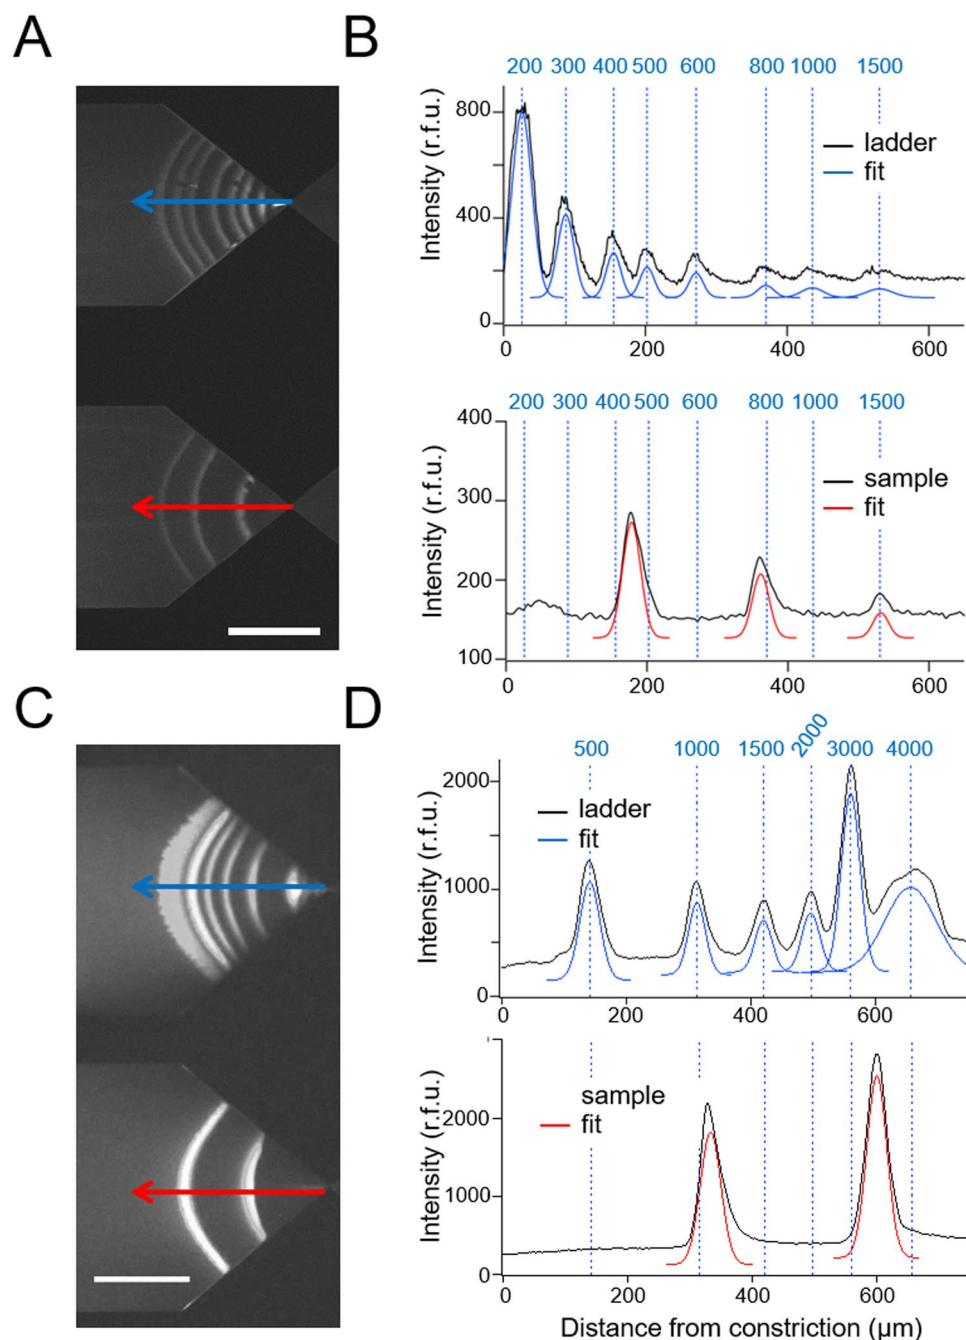 A
B
200 300 400 500 600 800 1000 1500
Intensity (r.f.u.)
800
400
0
ladder
fit
0 200 400 600
200 300 400 500 600 800 1000 1500
Intensity (r.f.u.)
400
300
200
100
sample
fit
0 200 400 600
C
D
500 1000 1500 2000 3000 4000
Intensity (r.f.u.)
2000
1000
0
ladder
fit
0 200 400 600
Intensity (r.f.u.)
2000
1000
0
sample
fit
0 200 400 600
Distance from constriction (µm)